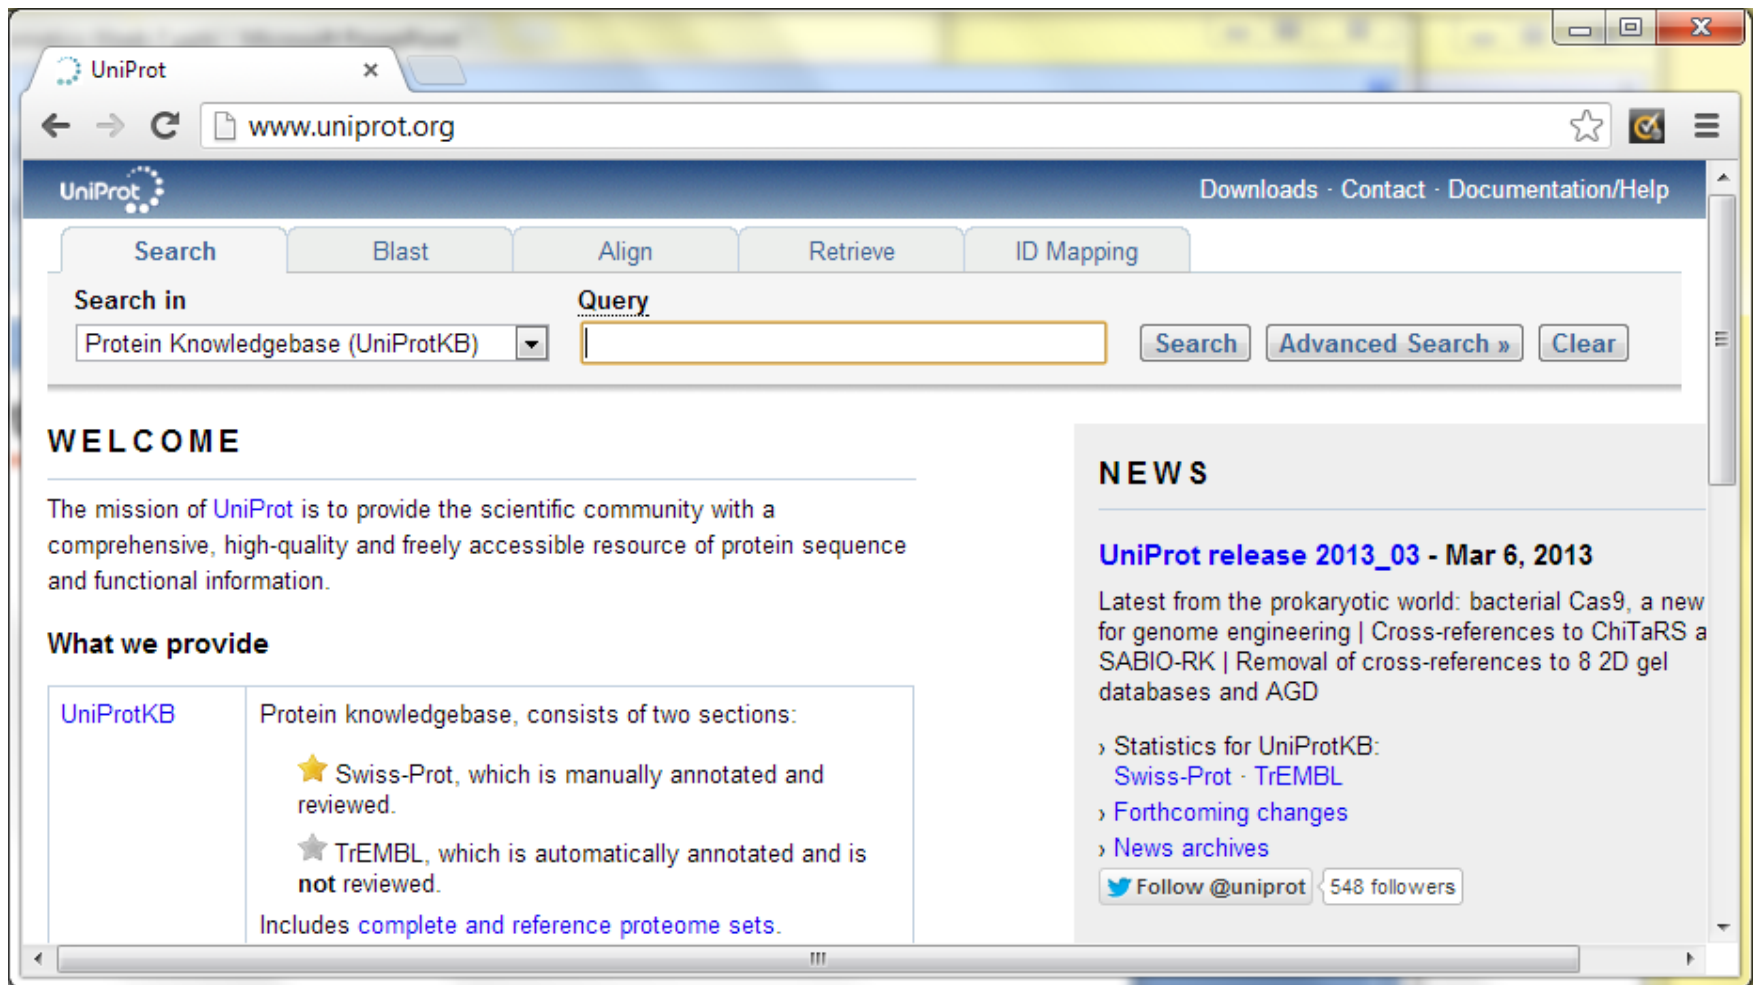 UniProt
www.uniprot.org
UniProt
Downloads · Contact · Documentation/Help
Search Blast Align Retrieve ID Mapping
Search in Query
Protein Knowledgebase (UniProtKB) Search Advanced Search » Clear
WELCOME
The mission of UniProt is to provide the scientific community with a
comprehensive, high-quality and freely accessible resource of protein sequence
and functional information.
What we provide
UniProtKB Protein knowledgebase, consists of two sections:
Swiss-Prot, which is manually annotated and
reviewed.
TrEMBL, which is automatically annotated and is
not reviewed.
Includes complete and reference proteome sets.
NEWS
UniProt release 2013_03 - Mar 6, 2013
Latest from the prokaryotic world: bacterial Cas9, a new
for genome engineering | Cross-references to ChiTaRS a
SABIO-RK | Removal of cross-references to 8 2D gel
databases and AGD
› Statistics for UniProtKB:
Swiss-Prot · TrEMBL
› Forthcoming changes
› News archives
Follow @uniprot 548 followers